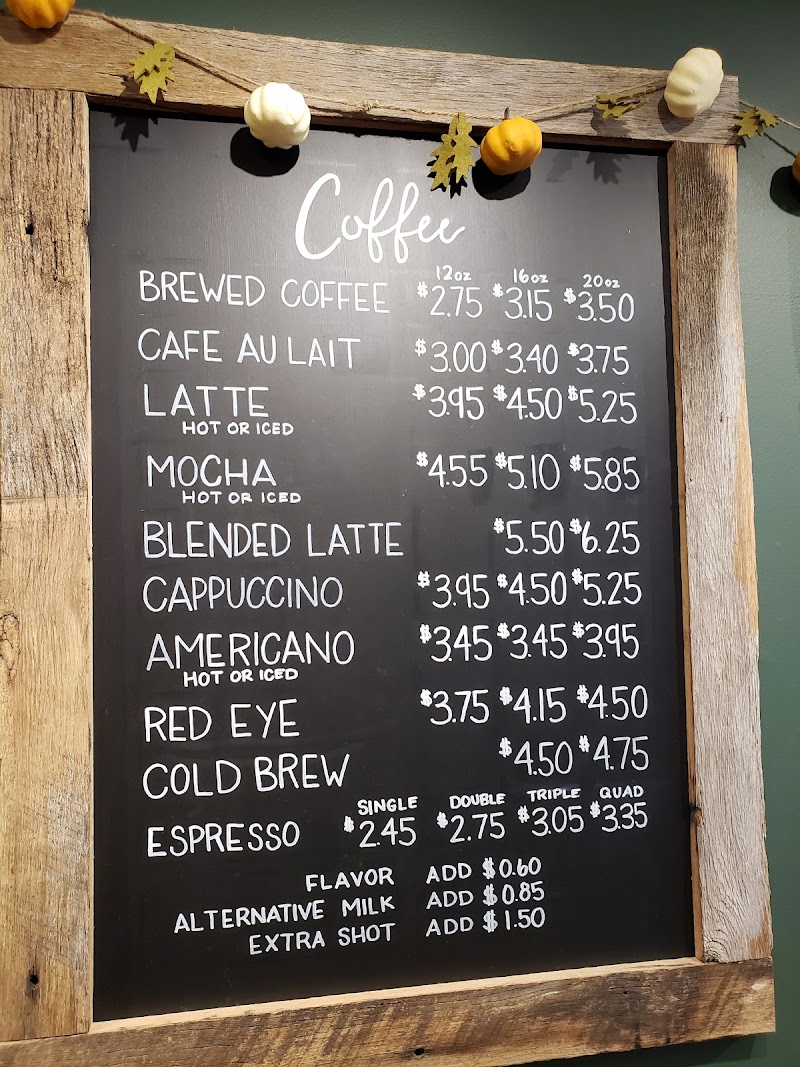 Coffee
12oz 16oz 20oz
BREWED COFFEE $2.75 $3.15 $3.50
CAFE AU LAIT $3.00 $3.40 $3.75
LATTE $3.95 $4.50 $5.25
HOT OR ICED
MOCHA $4.55 $5.10 $5.85
HOT OR ICED
BLENDED LATTE $5.50 $6.25
CAPPUCCINO $3.95 $4.50 $5.25
AMERICANO $3.45 $3.45 $3.95
HOT OR ICED
RED EYE $3.75 $4.15 $4.50
COLD BREW $4.50 $4.75
SINGLE DOUBLE TRIPLE QUAD
ESPRESSO $2.45 $2.75 $3.05 $3.35
FLAVOR ADD $0.60
ALTERNATIVE MILK ADD $0.85
EXTRA SHOT ADD $1.50